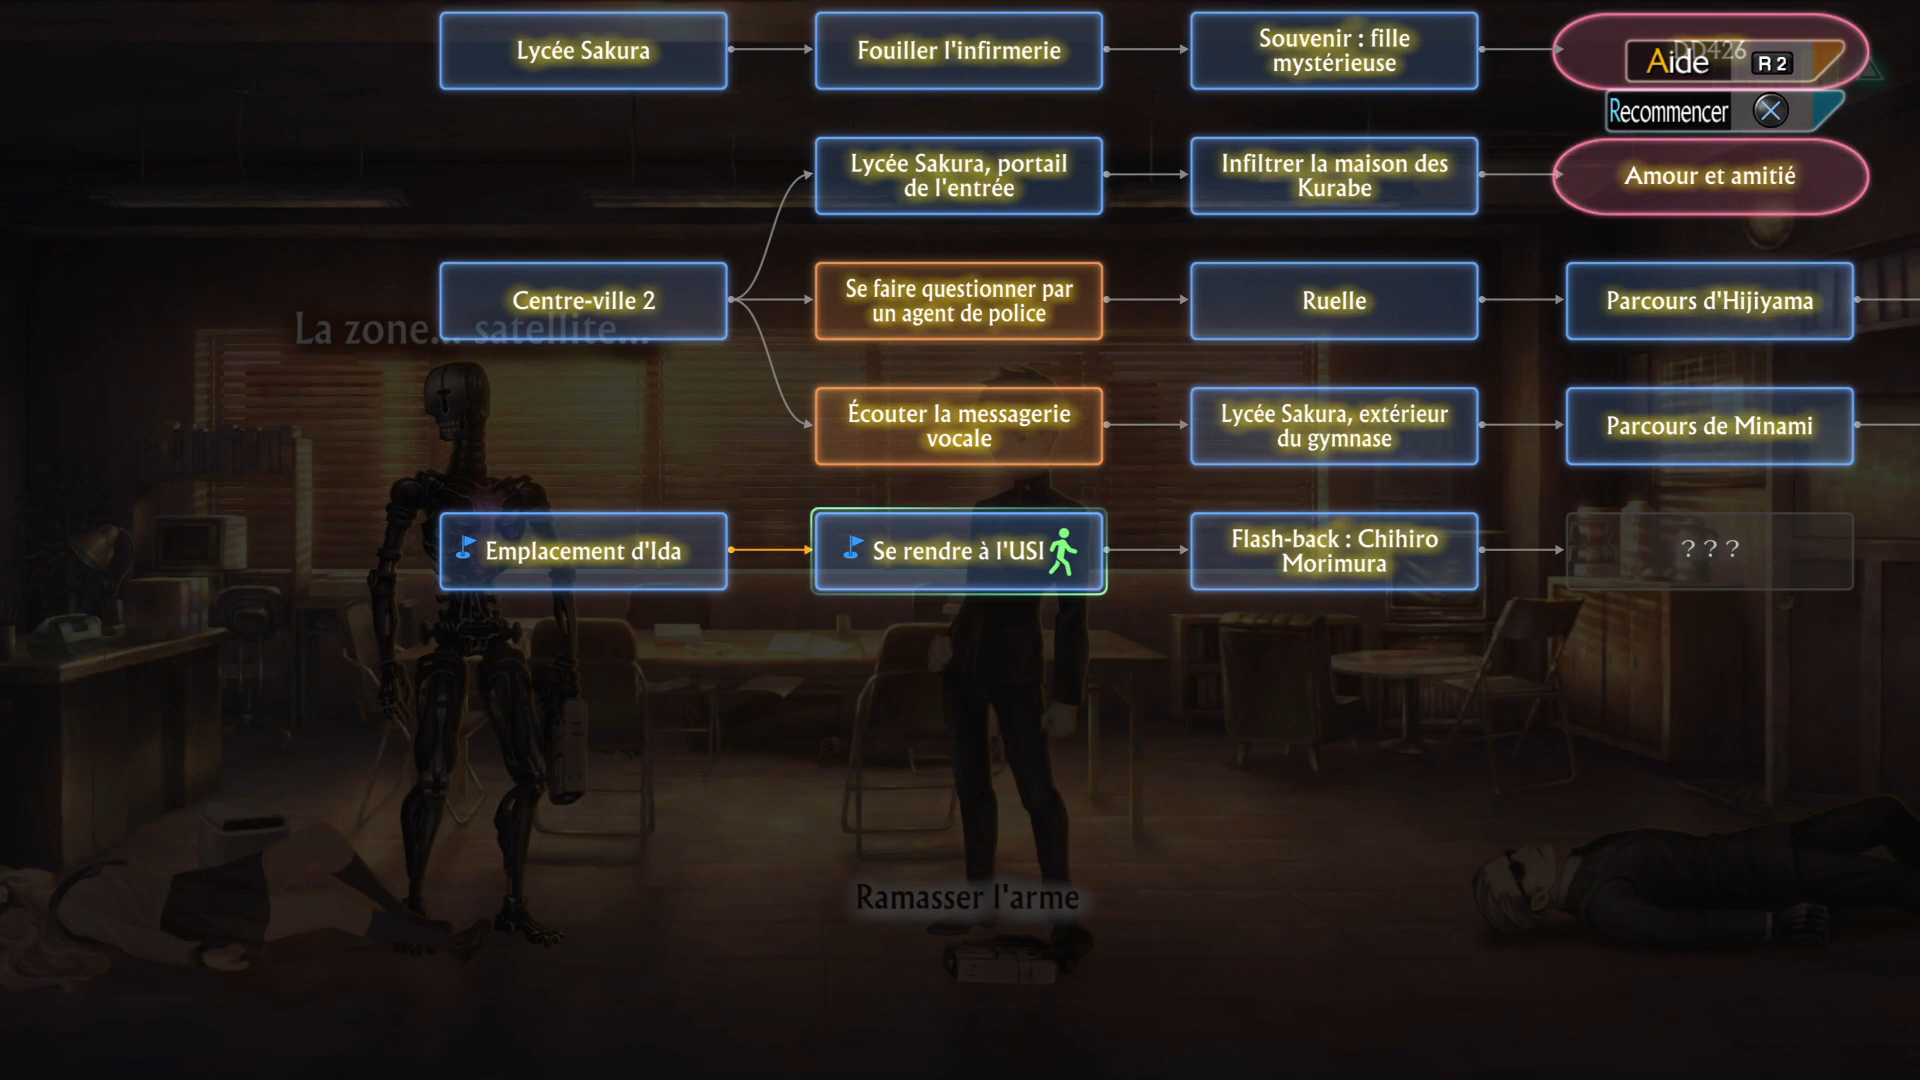 Lycée Sakura
Fouiller l'infirmerie
Souvenir : fille
mystérieuse
DD426
Aide R2
Recommencer
Lycée Sakura, portail
de l'entrée
Infiltrer la maison des
Kurabe
Amour et amitié
Centre-ville 2
Se faire questionner par
un agent de police
Ruelle
Parcours d'Hijiyama
La zone... satellite...
Écouter la messagerie
vocale
Lycée Sakura, extérieur
du gymnase
Parcours de Minami
Emplacement d'Ida
Se rendre à l'USI
Flash-back : Chihiro
Morimura
? ? ?
Ramasser l'arme